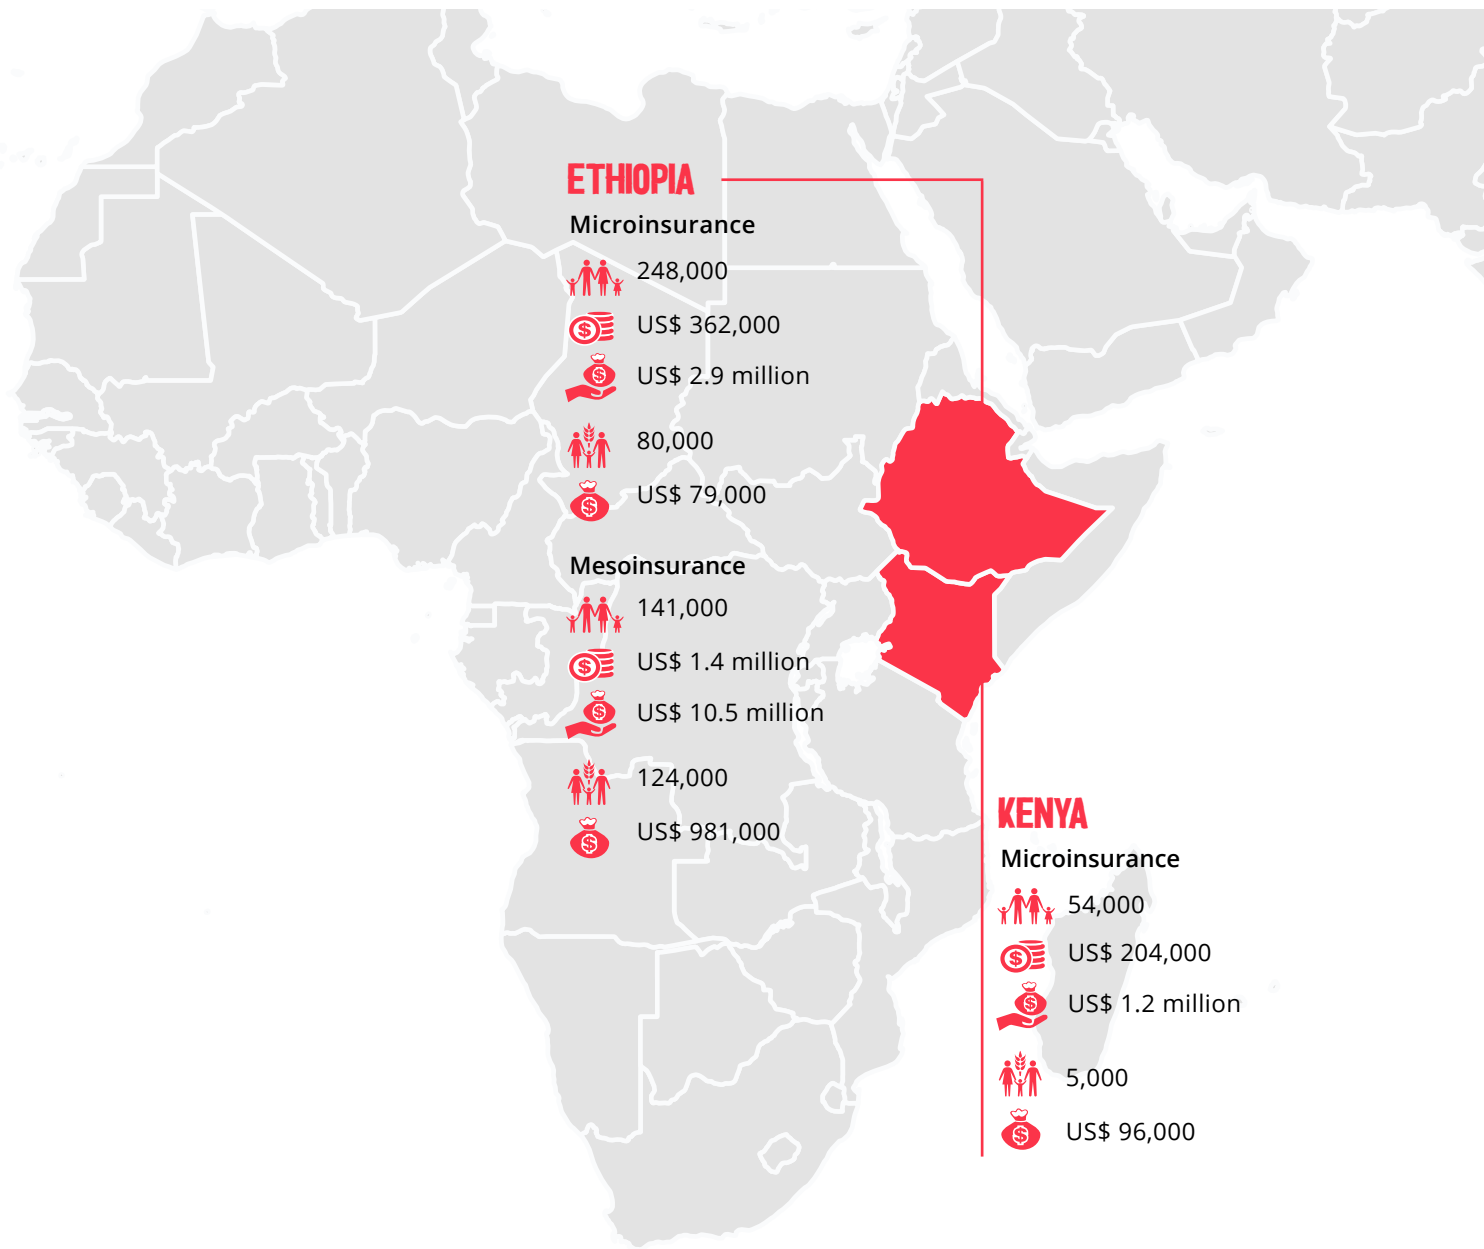 ETHIOPIA
Microinsurance
248,000
US$ 362,000
US$ 2.9 million
80,000
US$ 79,000
Mesoinsurance
141,000
US$ 1.4 million
US$ 10.5 million
124,000
US$ 981,000
KENYA
Microinsurance
54,000
US$ 204,000
US$ 1.2 million
5,000
US$ 96,000